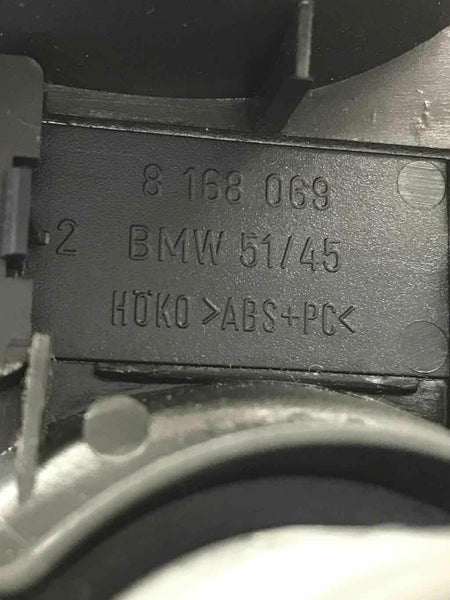 8 168 069
2 BMW 51/45
HÖKO >ABS+PC<